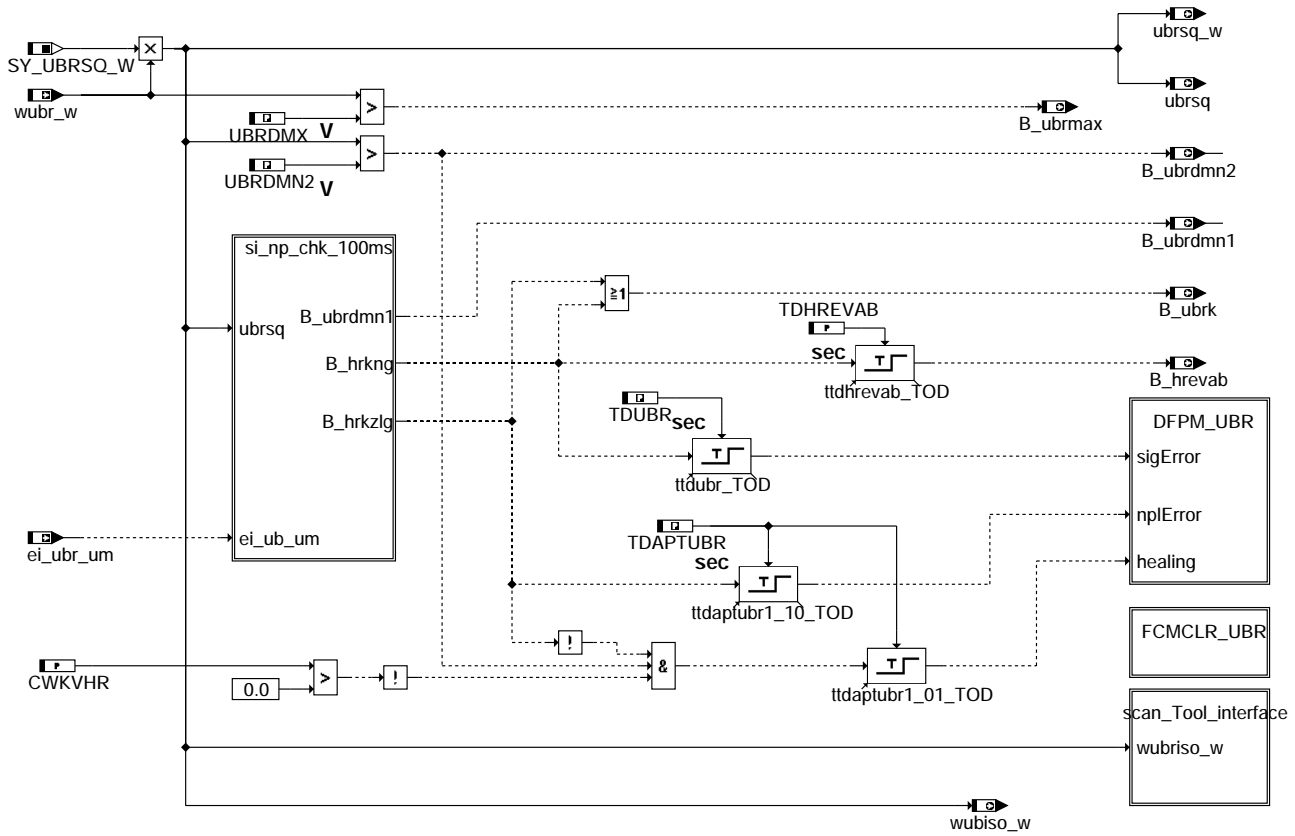 ubrsq_w
SY_UBRSQ_W
wubr_w
ubrsq
>
UBRDMX V
B_ubrmax
>
UBRDMN2 V
B_ubrdmn2
si_np_chk_100ms
B_ubrdmn1
≥1
B_ubrdmn1
TDHREVAB
B_ubrk
ubrsq
sec
B_hrkng
T
ttdhrevab_TOD
B_hrevab
B_hrkzlg
TDUBR sec
DFPM_UBR
T
sigError
ttdubr_TOD
nplError
ei_ubr_um
ei_ub_um
TDAPTUBR
sec
healing
T
ttdaptubr1_10_TOD
!
FCMCLR_UBR
&
T
CWKVHR
>
!
0.0
ttdaptubr1_01_TOD
scan_Tool_interface
wubriso_w
wubiso_w